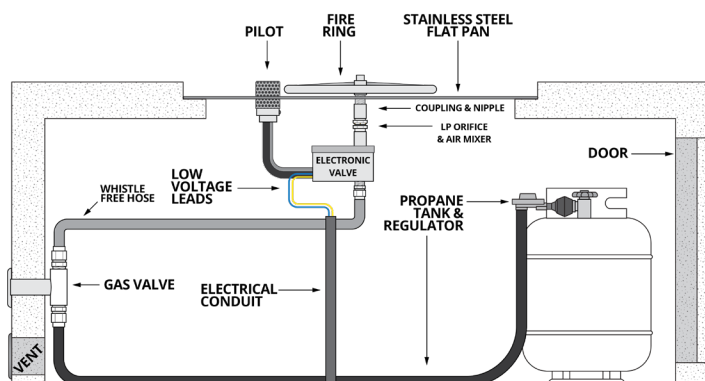 PILOT
FIRE
RING
STAINLESS STEEL
FLAT PAN
COUPLING & NIPPLE
LP ORIFICE
& AIR MIXER
ELECTRONIC
VALVE
DOOR
LOW
VOLTAGE
LEADS
WHISTLE
FREE HOSE
PROPANE
TANK &
REGULATOR
GAS VALVE
ELECTRICAL
CONDUIT
VENT